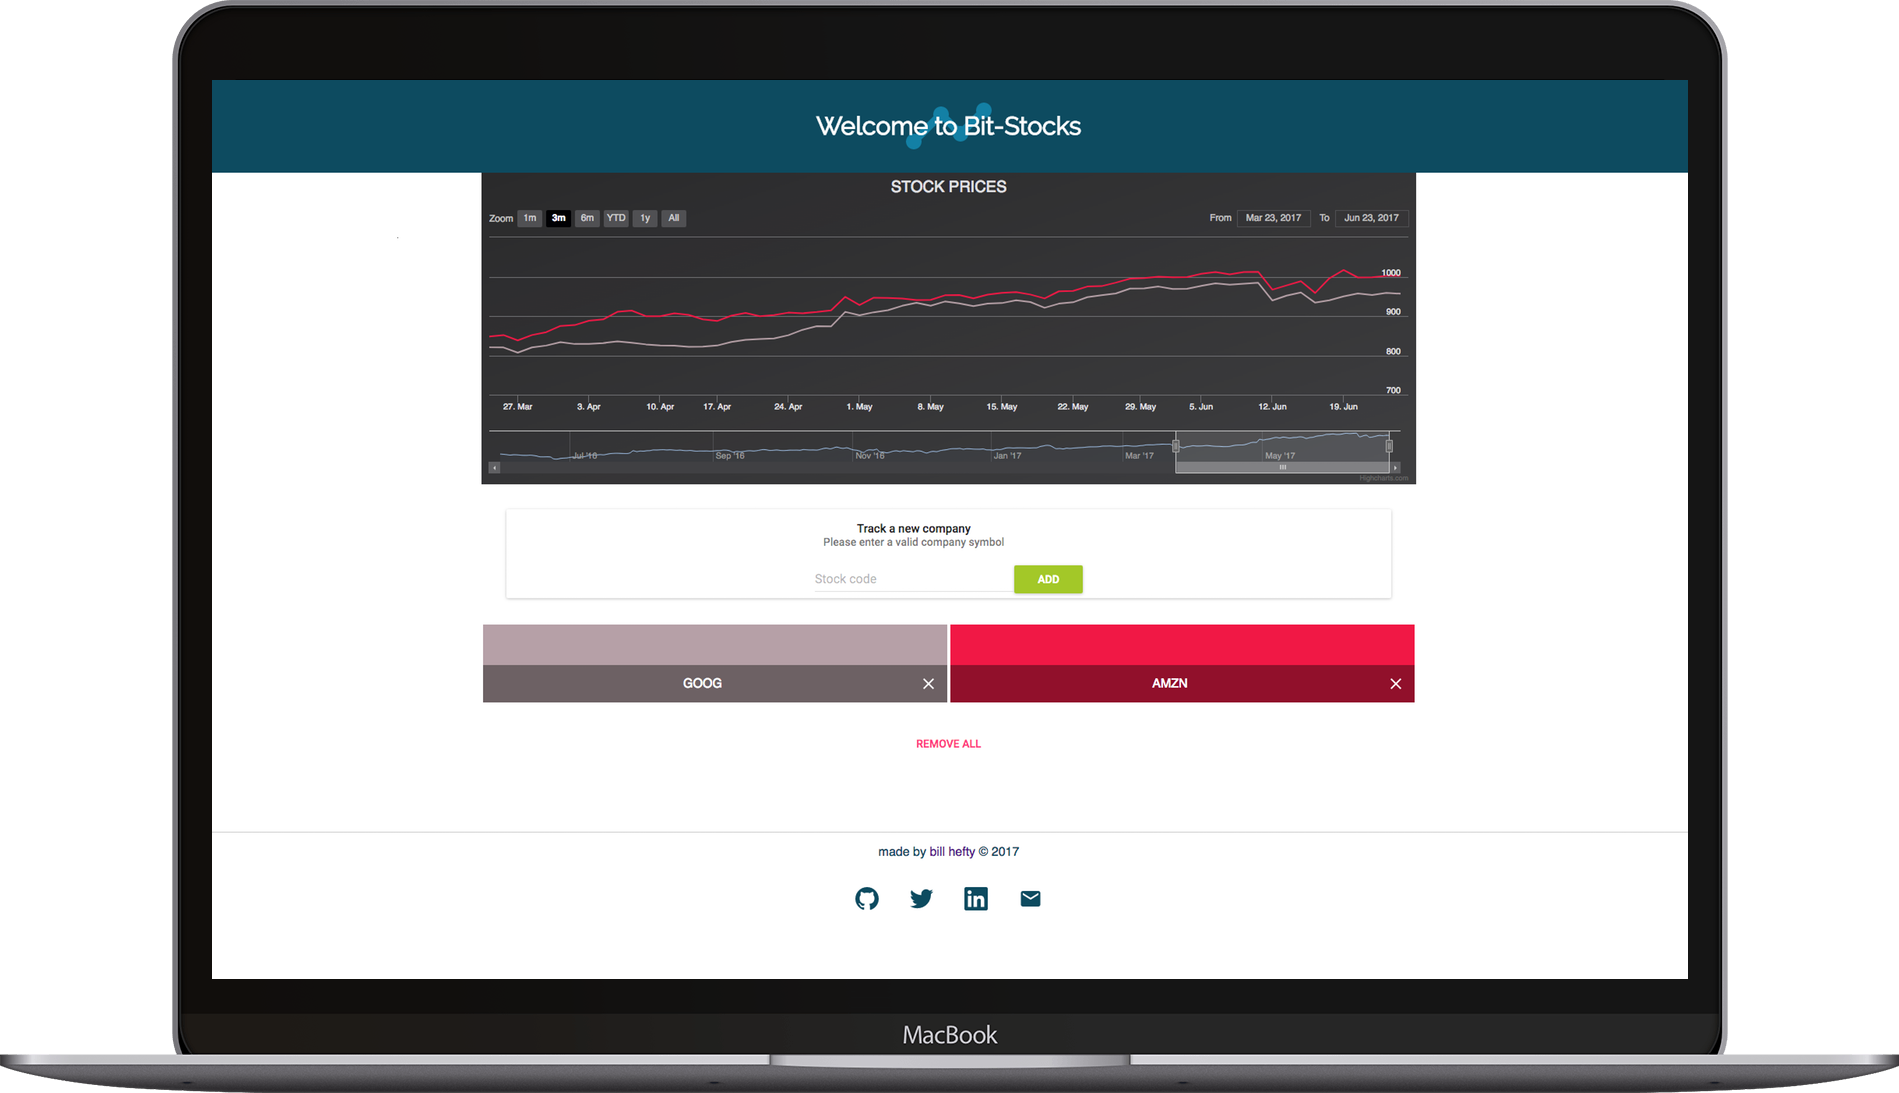 Welcome to Bit-Stocks
STOCK PRICES
Zoom 1m 3m 6m YTD 1y All From Mar 23, 2017 To Jun 23, 2017
1000
900
800
700
27. Mar 3. Apr 10. Apr 17. Apr 24. Apr 1. May 8. May 15. May 22. May 29. May 5. Jun 12. Jun 19. Jun
Jul '16 Sep '16 Nov '16 Jan '17 Mar '17 May '17
Highcharts.com
Track a new company
Please enter a valid company symbol
Stock code ADD
GOOG AMZN
REMOVE ALL
made by bill hefty © 2017
in
MacBook